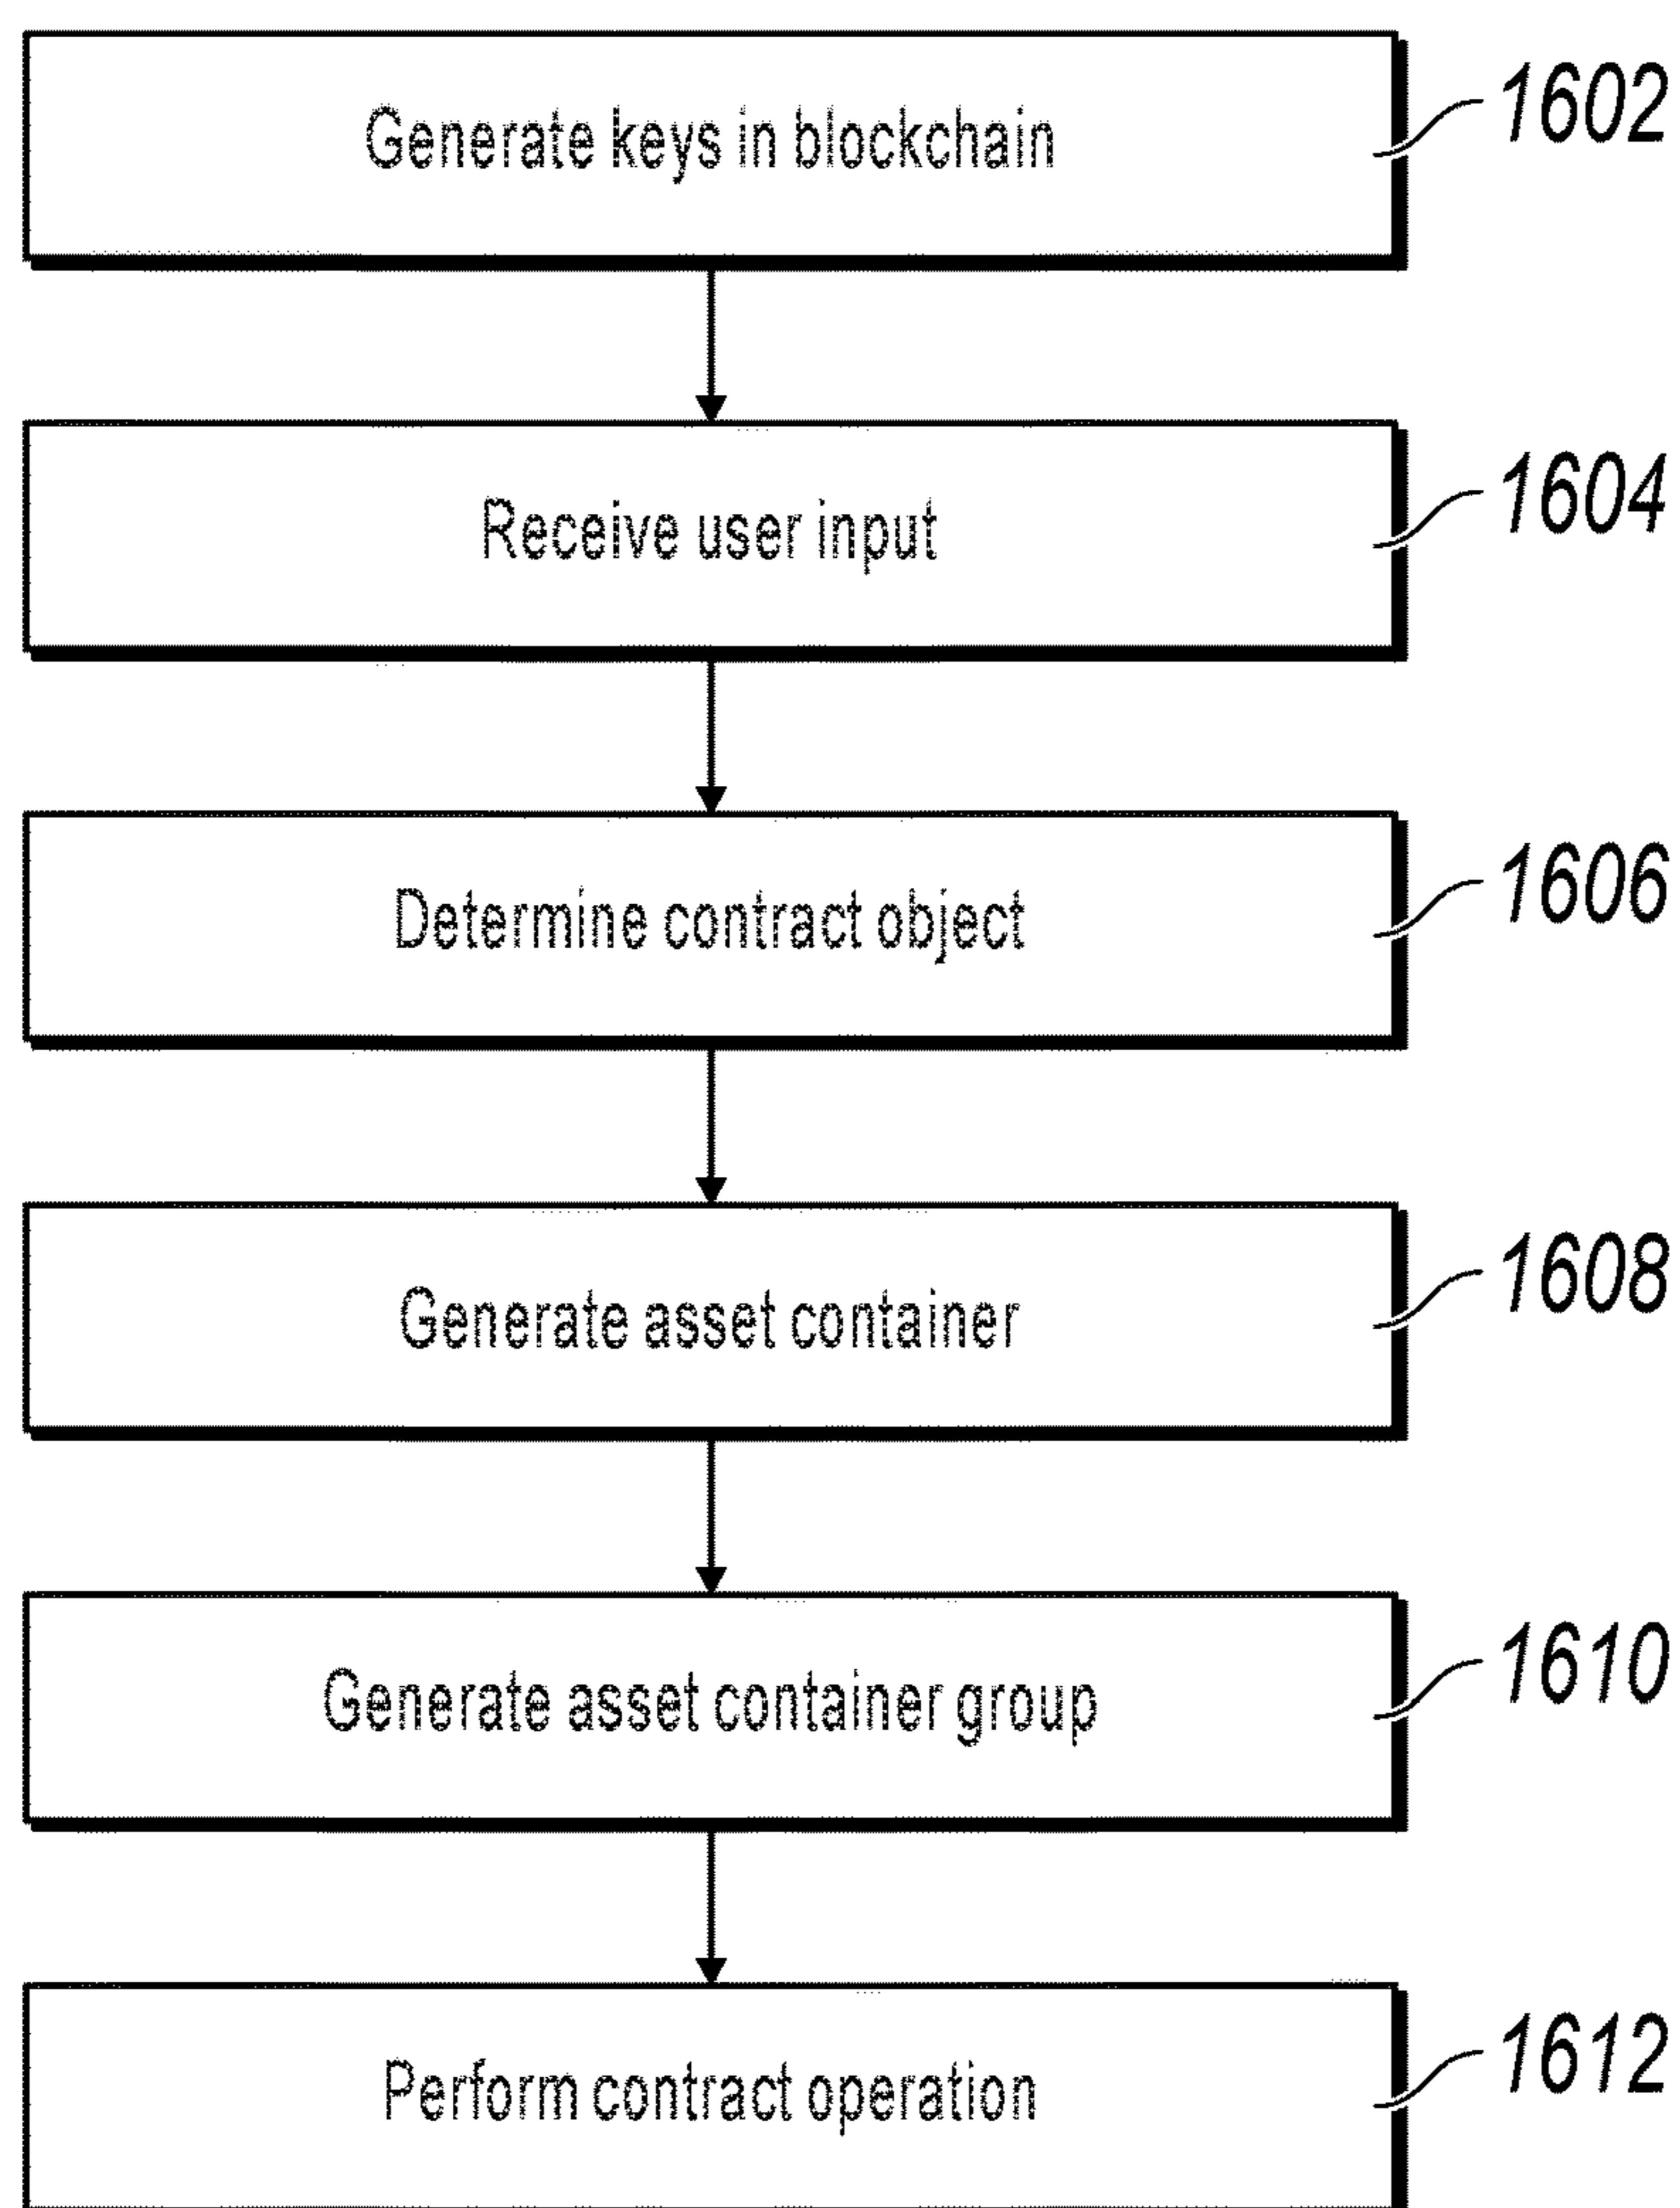 Generate keys in blockchain 1602
Receive user input 1604
Determine contract object 1606
Generate asset container 1608
Generate asset container group 1610
Perform contract operation 1612